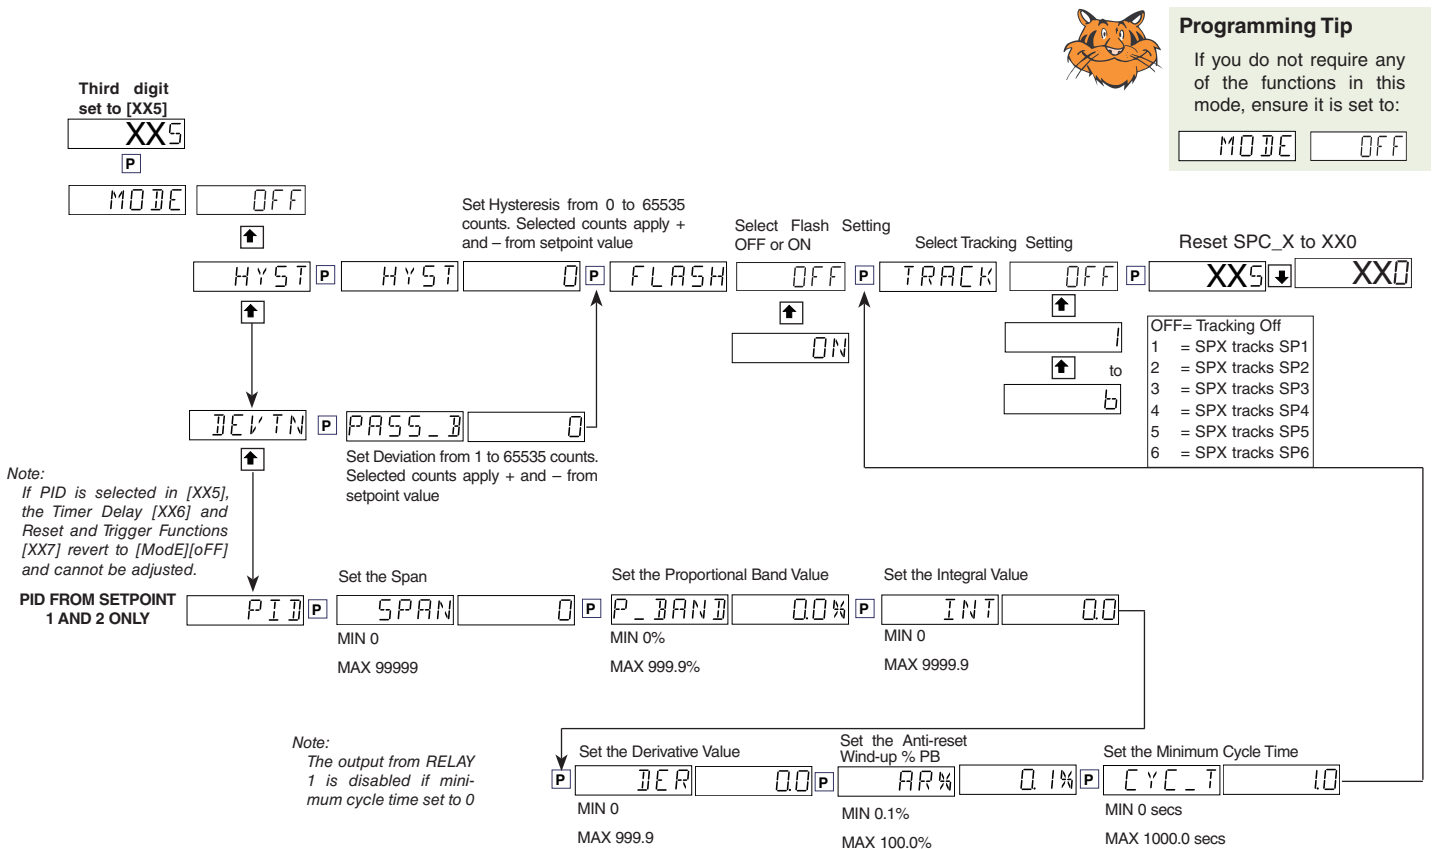 Programming Tip
If you do not require any
of the functions in this
mode, ensure it is set to:
MODE OFF
Third digit
set to [XX5]
XX5
P
MODE OFF
Set Hysteresis from 0 to 65535
counts. Selected counts apply +
and – from setpoint value
Select Flash Setting
OFF or ON
Select Tracking Setting
Reset SPC_X to XX0
HYST P HYST 0 P FLASH OFF P TRACK OFF P XX5 XX0
ON
1
to
6
OFF= Tracking Off
1 = SPX tracks SP1
2 = SPX tracks SP2
3 = SPX tracks SP3
4 = SPX tracks SP4
5 = SPX tracks SP5
6 = SPX tracks SP6
DEVTN P PASS_B 0
Set Deviation from 1 to 65535 counts.
Selected counts apply + and – from
setpoint value
Note:
If PID is selected in [XX5],
the Timer Delay [XX6] and
Reset and Trigger Functions
[XX7] revert to [ModE][oFF]
and cannot be adjusted.
PID FROM SETPOINT
1 AND 2 ONLY
Set the Span
Set the Proportional Band Value
Set the Integral Value
PID P SPAN 0 P P_BAND 0.0% P INT 0.0
MIN 0
MAX 99999
MIN 0%
MAX 999.9%
MIN 0
MAX 9999.9
Note:
The output from RELAY
1 is disabled if mini-
mum cycle time set to 0
Set the Derivative Value
Set the Anti-reset
Wind-up % PB
Set the Minimum Cycle Time
P DER 0.0 P AR% 0.1% P CYC_T 1.0
MIN 0
MAX 999.9
MIN 0.1%
MAX 100.0%
MIN 0 secs
MAX 1000.0 secs